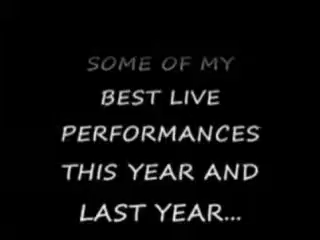 SOME OF MY
BEST LIVE
PERFORMANCES
THIS YEAR AND
LAST YEAR...